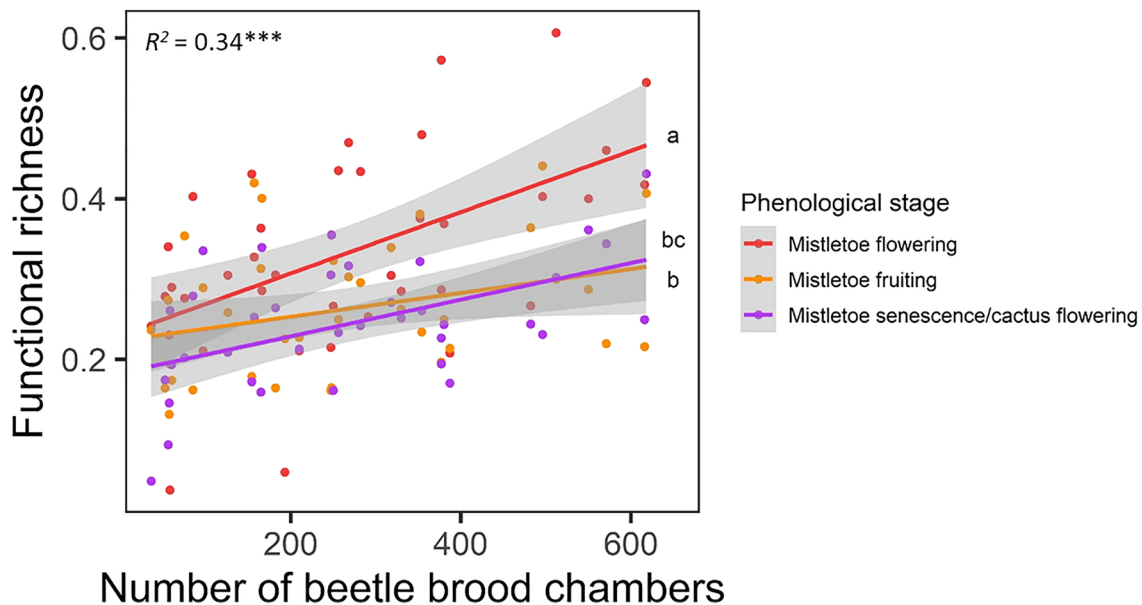 R² = 0.34***
0.6
0.4
0.2
Functional richness
a
bc
b
200
400
600
Number of beetle brood chambers
Phenological stage
Mistletoe flowering
Mistletoe fruiting
Mistletoe senescence/cactus flowering